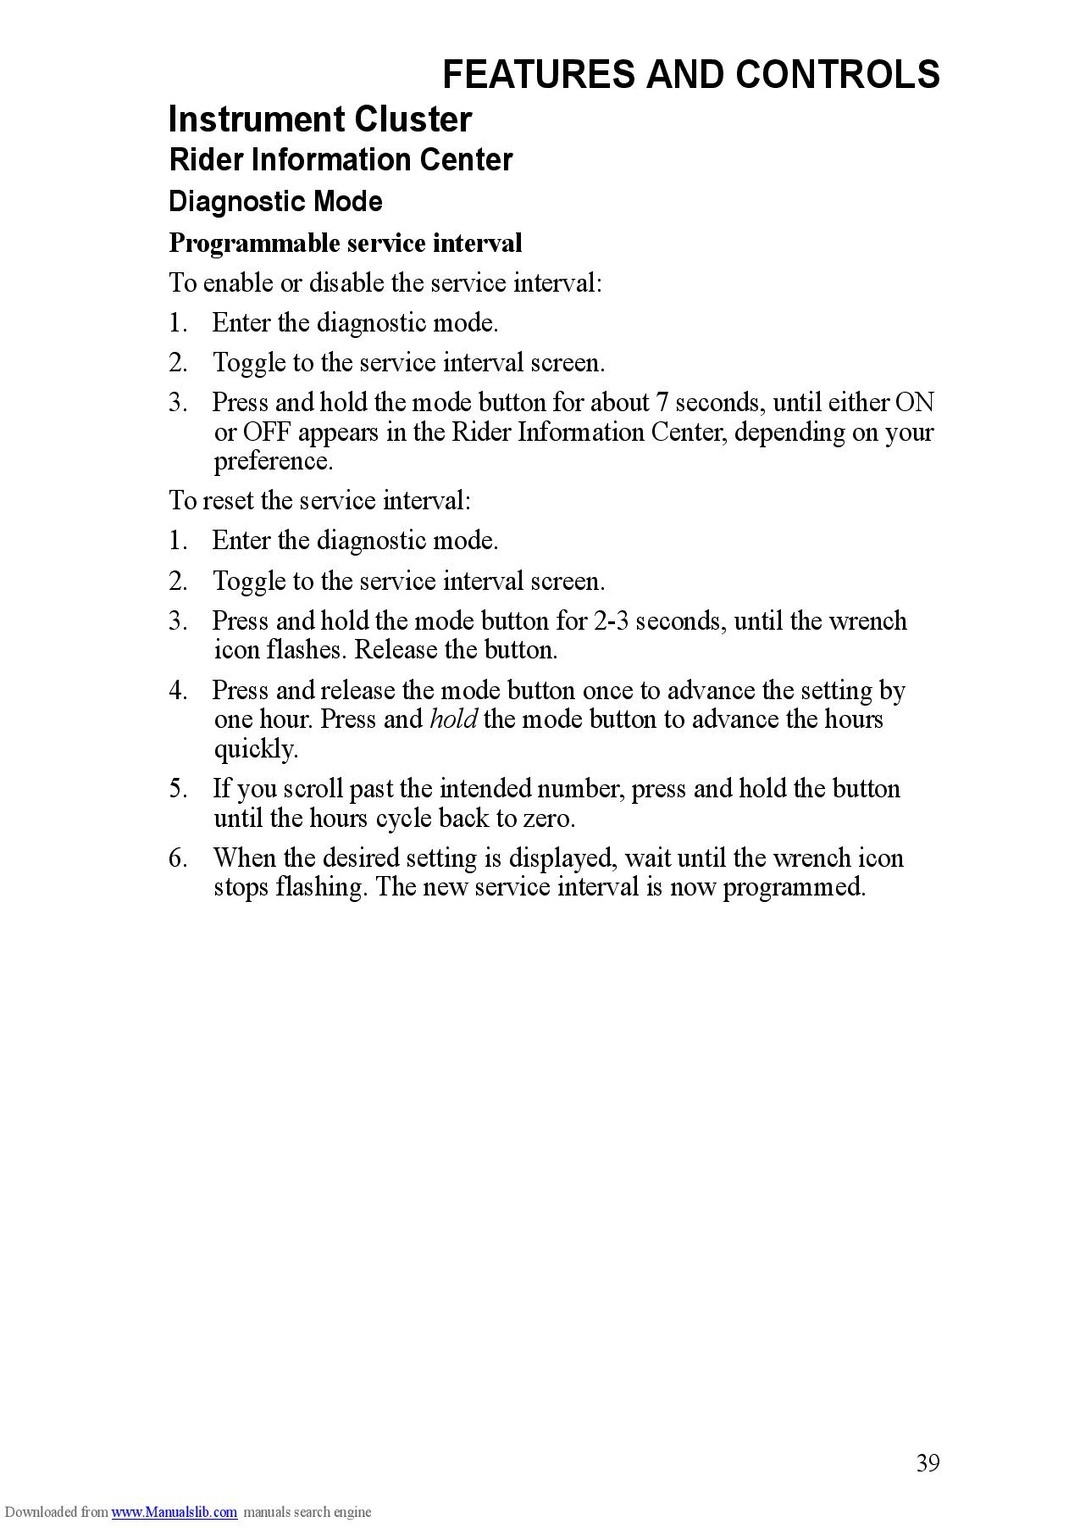 FEATURES AND CONTROLS
Instrument Cluster
Rider Information Center
Diagnostic Mode
Programmable service interval
To enable or disable the service interval:
1. Enter the diagnostic mode.
2. Toggle to the service interval screen.
3. Press and hold the mode button for about 7 seconds, until either ON
or OFF appears in the Rider Information Center, depending on your
preference.
To reset the service interval:
1. Enter the diagnostic mode.
2. Toggle to the service interval screen.
3. Press and hold the mode button for 2-3 seconds, until the wrench
icon flashes. Release the button.
4. Press and release the mode button once to advance the setting by
one hour. Press and hold the mode button to advance the hours
quickly.
5. If you scroll past the intended number, press and hold the button
until the hours cycle back to zero.
6. When the desired setting is displayed, wait until the wrench icon
stops flashing. The new service interval is now programmed.
39
Downloaded from www.Manualslib.com manuals search engine